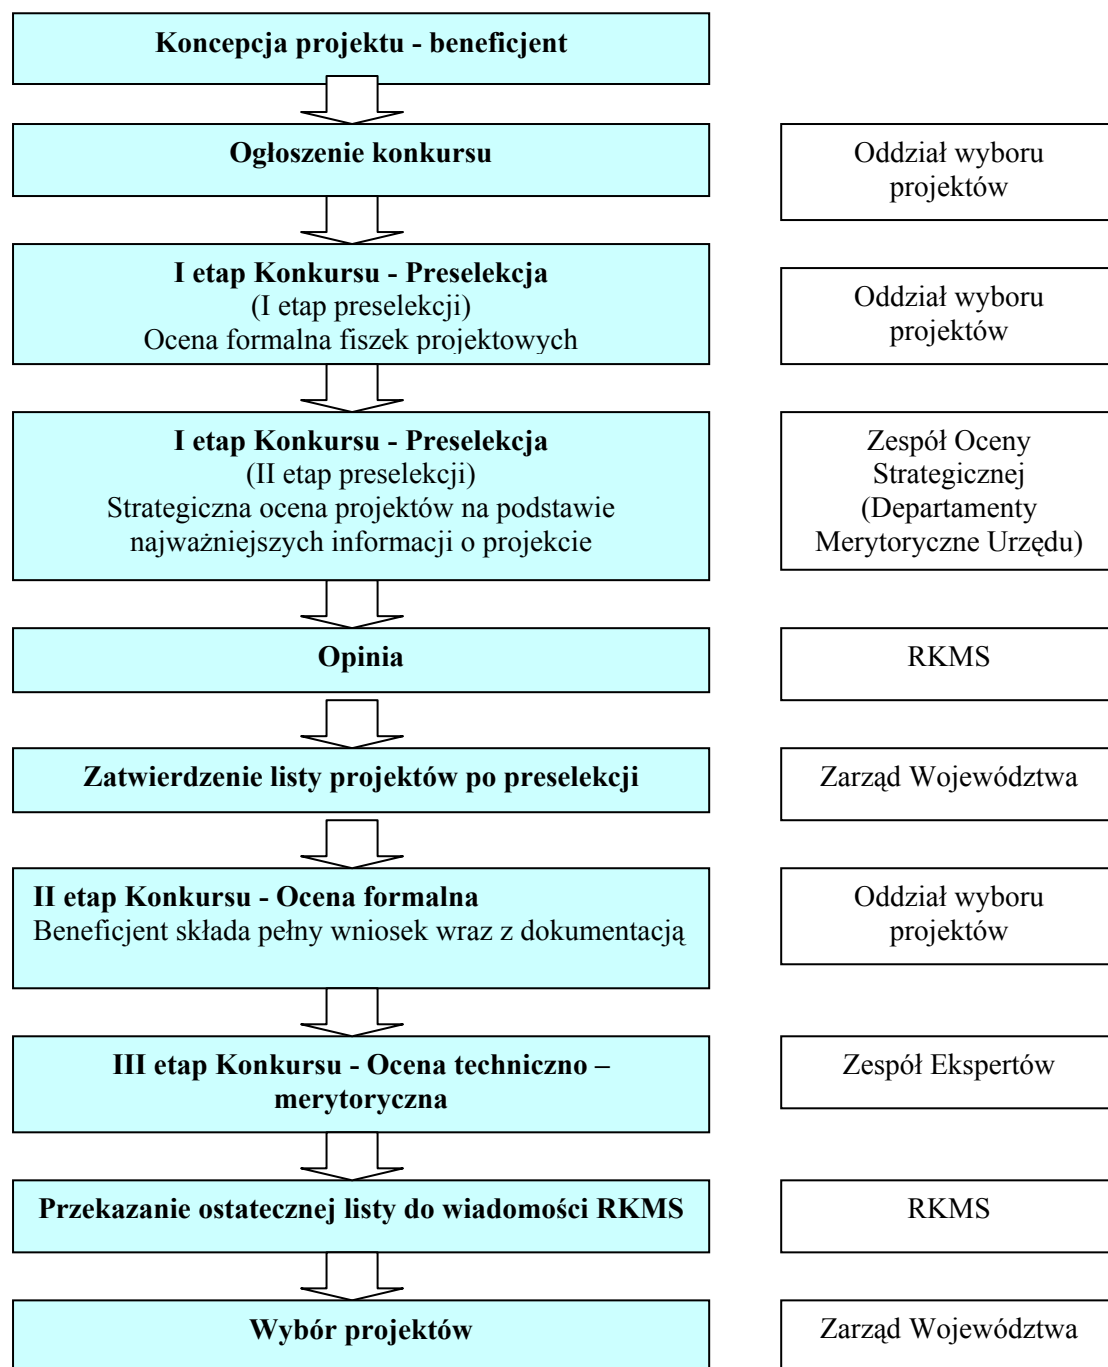 Koncepcja projektu - beneficjent
Ogłoszenie konkursu
Oddział wyboru
projektów
I etap Konkursu - Preselekcja
(I etap preselekcji)
Ocena formalna fiszek projektowych
Oddział wyboru
projektów
I etap Konkursu - Preselekcja
(II etap preselekcji)
Strategiczna ocena projektów na podstawie
najważniejszych informacji o projekcie
Zespół Oceny
Strategicznej
(Departamenty
Merytoryczne Urzędu)
Opinia
RKMS
Zatwierdzenie listy projektów po preselekcji
Zarząd Województwa
II etap Konkursu - Ocena formalna
Beneficjent składa pełny wniosek wraz z dokumentacją
Oddział wyboru
projektów
III etap Konkursu - Ocena techniczno –
merytoryczna
Zespół Ekspertów
Przekazanie ostatecznej listy do wiadomości RKMS
RKMS
Wybór projektów
Zarząd Województwa